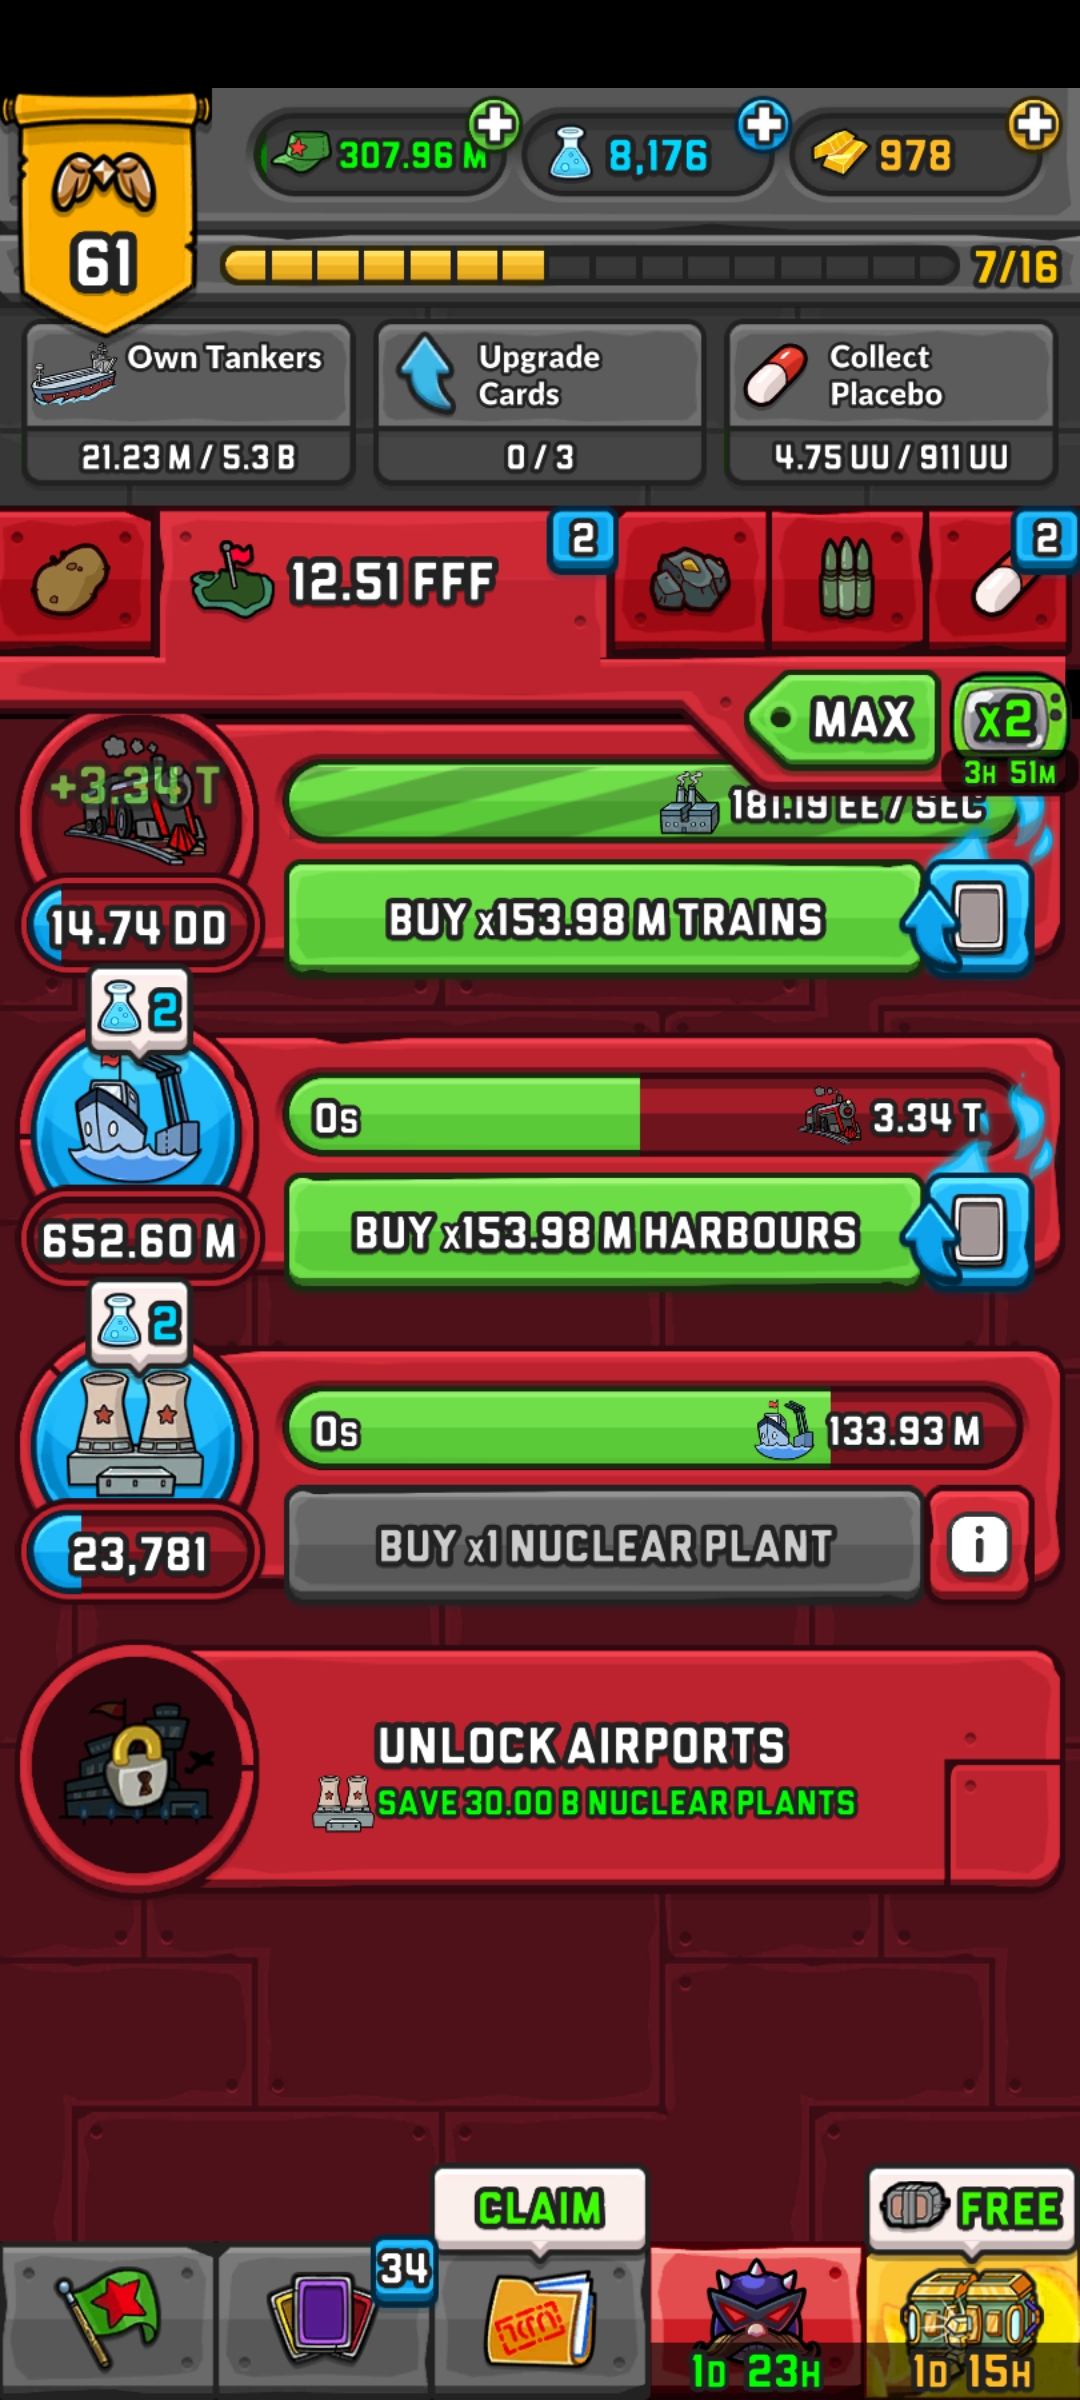 307.96 M
8,176
978
61
7/16
Own Tankers
21.23 M / 5.3 B
Upgrade
Cards
0 / 3
Collect
Placebo
4.75 UU / 911 UU
12.51 FFF
2
2
MAX
x2
3H 51M
+3.34 T
181.19 EE / SEC
14.74 DD
BUY x153.98 M TRAINS
2
0s
3.34 T
652.60 M
BUY x153.98 M HARBOURS
2
0s
133.93 M
23,781
BUY x1 NUCLEAR PLANT
i
UNLOCK AIRPORTS
SAVE 30.00 B NUCLEAR PLANTS
CLAIM
FREE
34
1D 23H
1D 15H